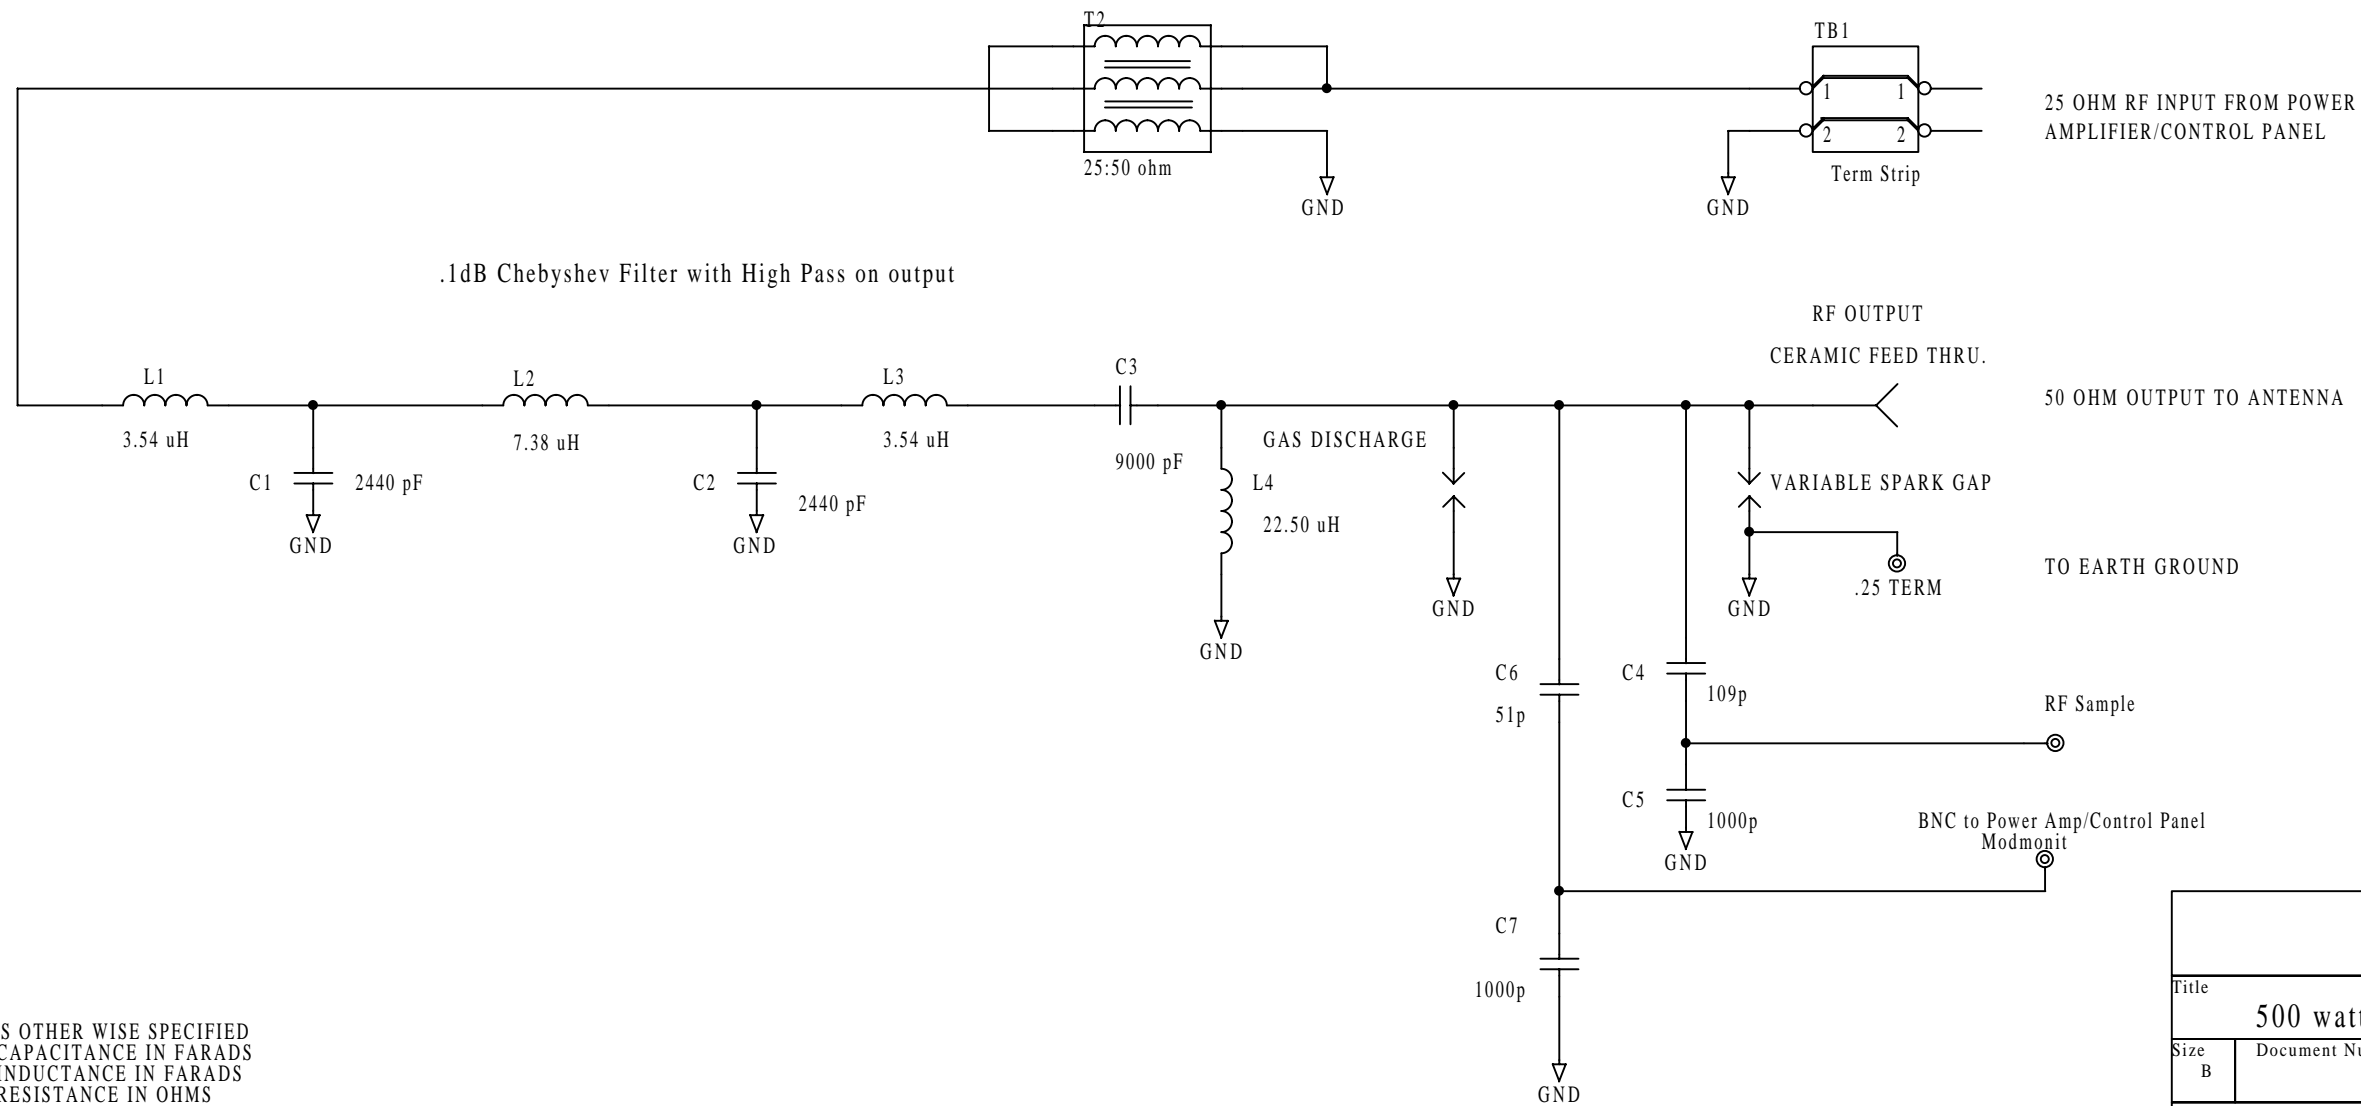 T2
25:50 ohm
GND
TB1
1 1
2 2
Term Strip
GND
25 OHM RF INPUT FROM POWER
AMPLIFIER/CONTROL PANEL
.1dB Chebyshev Filter with High Pass on output
RF OUTPUT
CERAMIC FEED THRU.
50 OHM OUTPUT TO ANTENNA
L1
3.54 uH
C1
2440 pF
GND
L2
7.38 uH
C2
2440 pF
GND
L3
3.54 uH
C3
9000 pF
L4
22.50 uH
GND
GAS DISCHARGE
GND
VARIABLE SPARK GAP
GND
.25 TERM
TO EARTH GROUND
C6
51p
C4
109p
RF Sample
C5
1000p
GND
BNC to Power Amp/Control Panel
Modmonit
C7
1000p
GND
S OTHER WISE SPECIFIED
CAPACITANCE IN FARADS
INDUCTANCE IN FARADS
RESISTANCE IN OHMS
Title
500 watt
Size
B
Document Nu